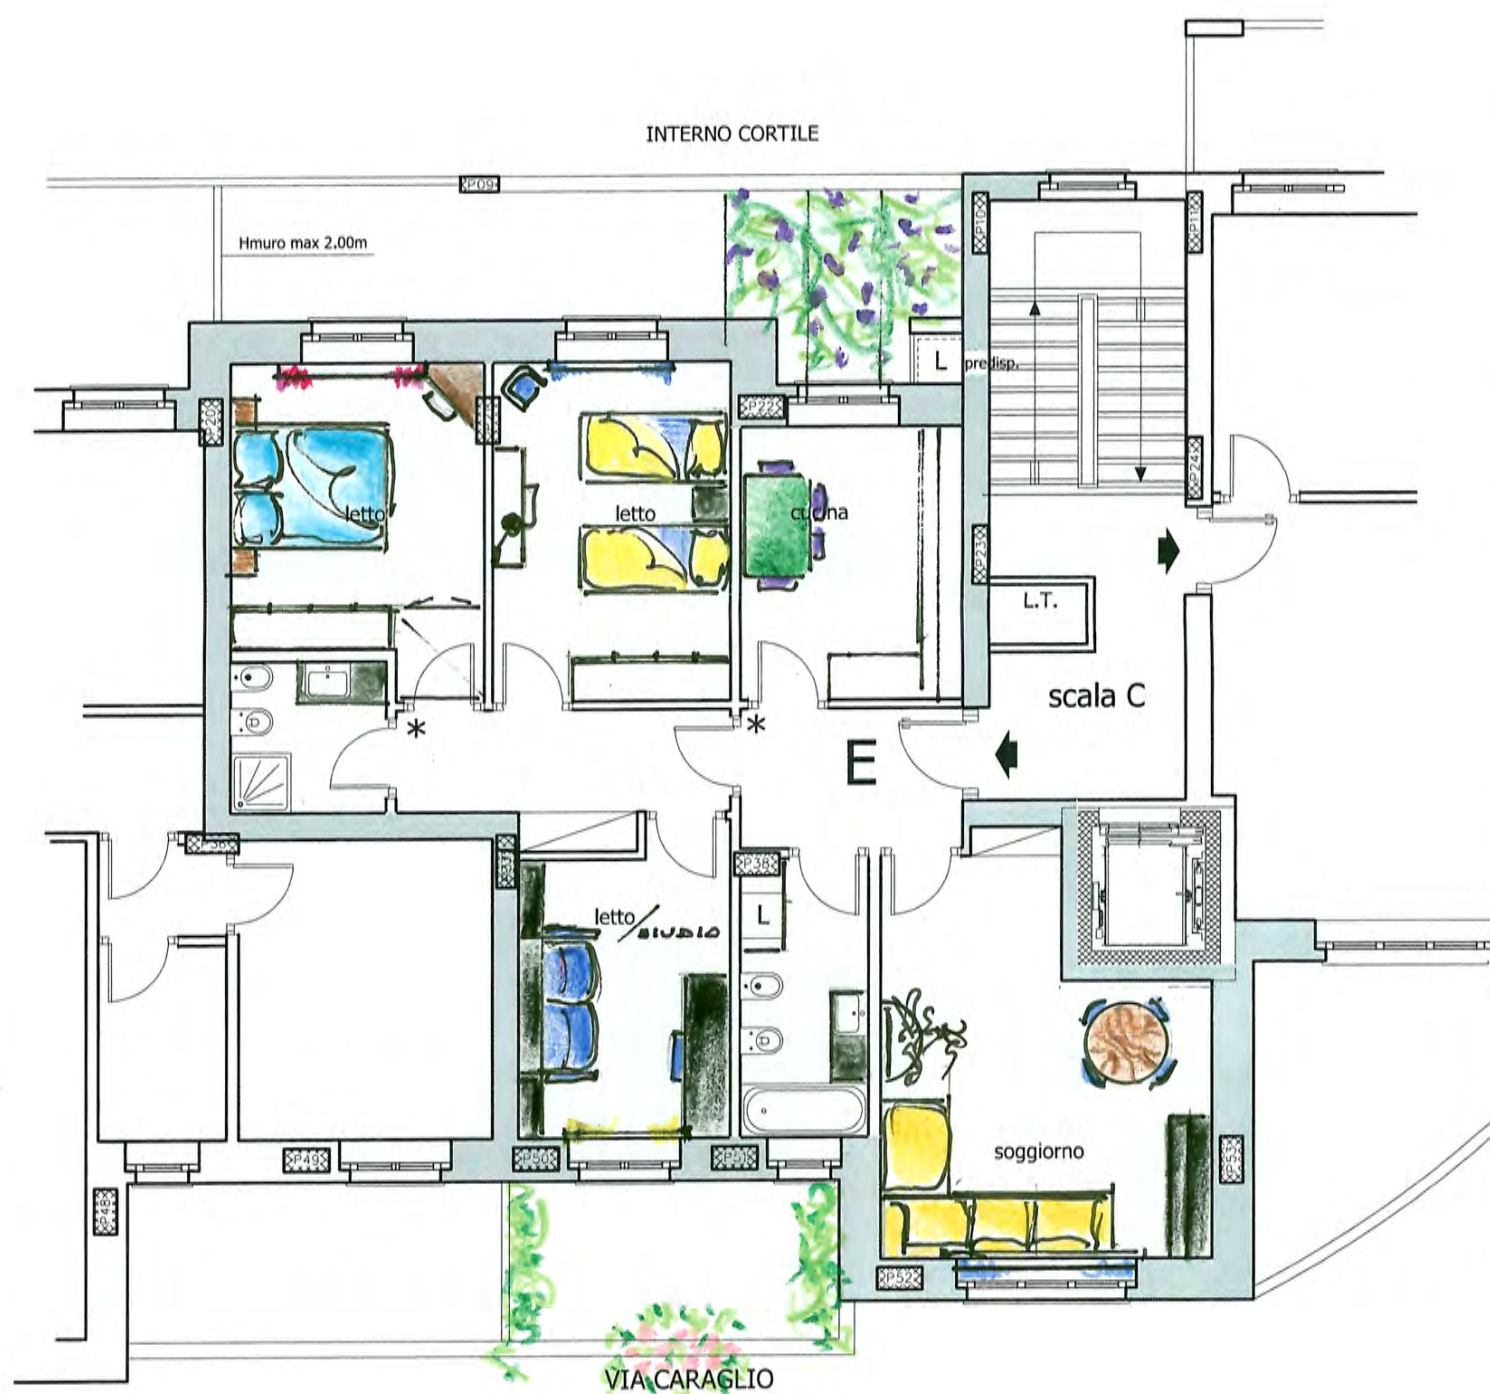 INTERNO CORTILE
P09
Hmuro max 2.00m
P10
P11
L
predisp.
P20
P22
P24
letto
letto
cucina
P23
L.T.
scala C
*
*
E
P36
P37
P38
L
letto/STUDIO
soggiorno
P49
P50
P51
P53
P48
P52
VIA CARAGLIO